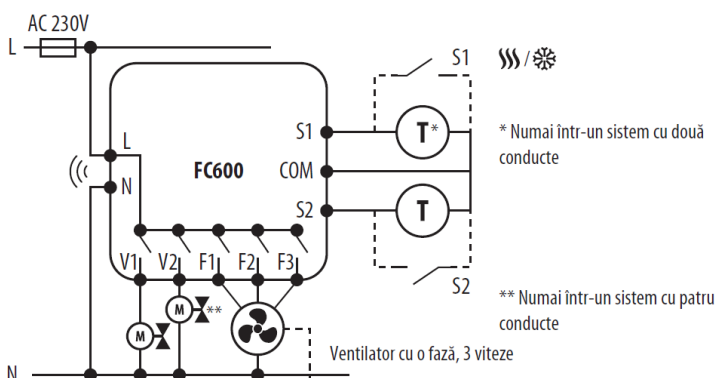 AC 230V
L
S1
/
L
S1
T*
* Numai într-un sistem cu două
conducte
FC600
COM
N
S2
T
V1 V2 F1 F2 F3
S2
M
**
** Numai într-un sistem cu patru
conducte
M
Ventilator cu o fază, 3 viteze
N